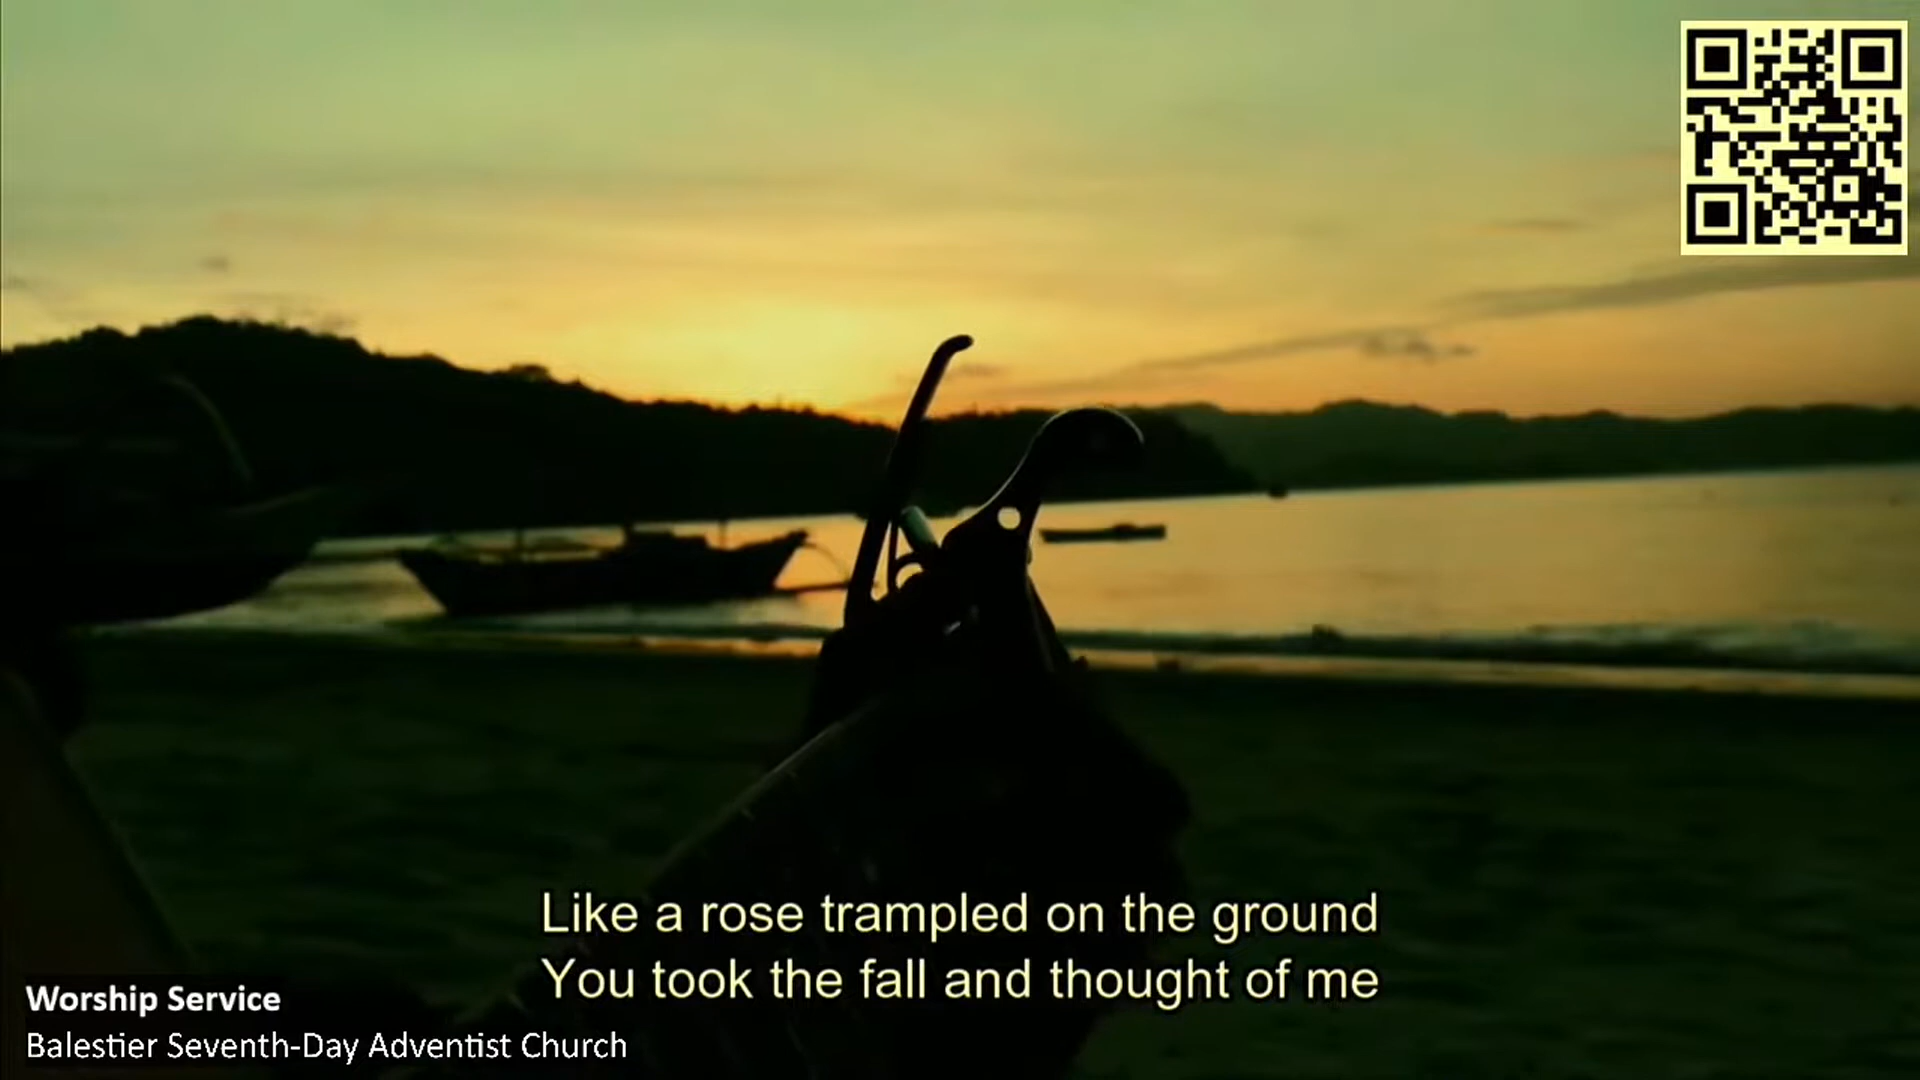 Like a rose trampled on the ground
You took the fall and thought of me
Worship Service
Balestier Seventh-Day Adventist Church